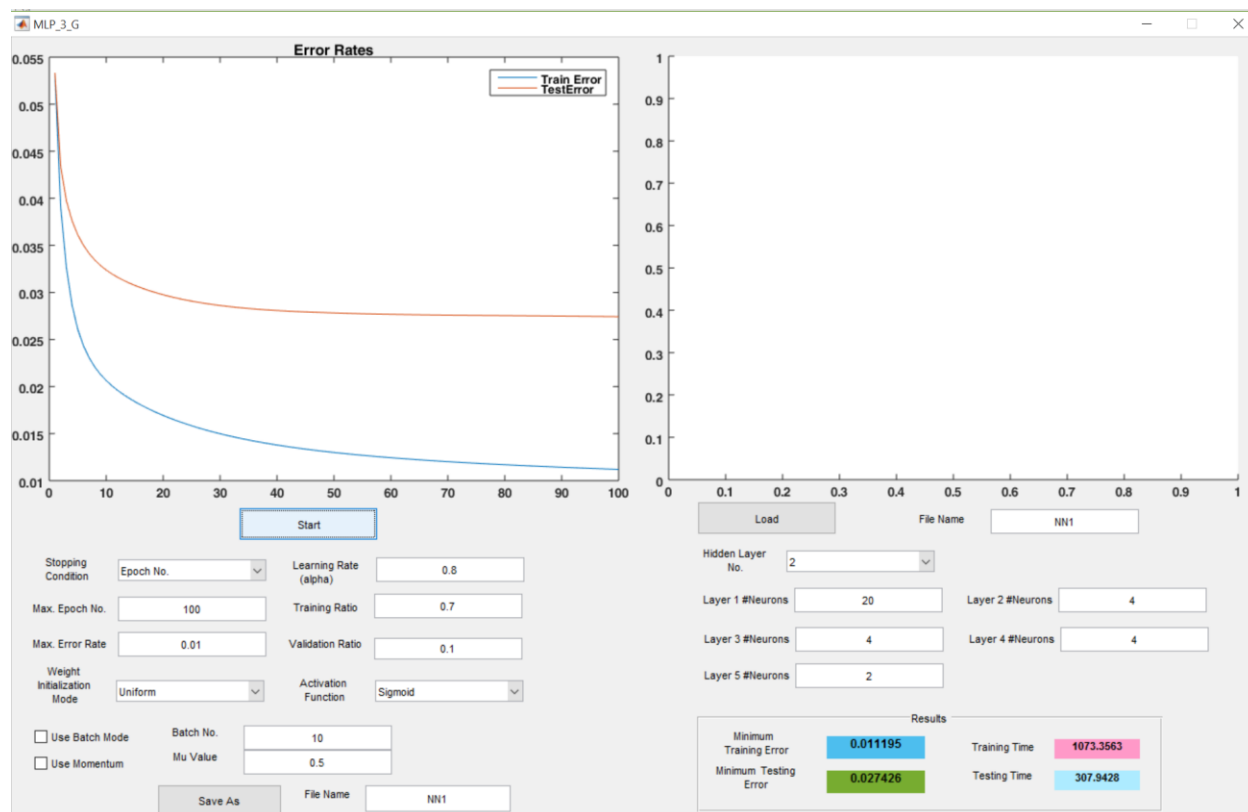 MLP_3_G
Error Rates
Train Error
TestError
0.055
0.05
0.045
0.04
0.035
0.03
0.025
0.02
0.015
0.01
0 10 20 30 40 50 60 70 80 90 100
1
0.9
0.8
0.7
0.6
0.5
0.4
0.3
0.2
0.1
0
0 0.1 0.2 0.3 0.4 0.5 0.6 0.7 0.8 0.9 1
Start
Stopping
Condition
Epoch No.
Learning Rate
(alpha)
0.8
Max. Epoch No.
100
Training Ratio
0.7
Max. Error Rate
0.01
Validation Ratio
0.1
Weight
Initialization
Mode
Uniform
Activation
Function
Sigmoid
Use Batch Mode
Batch No.
10
Use Momentum
Mu Value
0.5
Save As
File Name
NN1
Load
File Name
NN1
Hidden Layer
No.
2
Layer 1 #Neurons
20
Layer 2 #Neurons
4
Layer 3 #Neurons
4
Layer 4 #Neurons
4
Layer 5 #Neurons
2
Results
Minimum
Training Error
0.011195
Training Time
1073.3563
Minimum Testing
Error
0.027426
Testing Time
307.9428